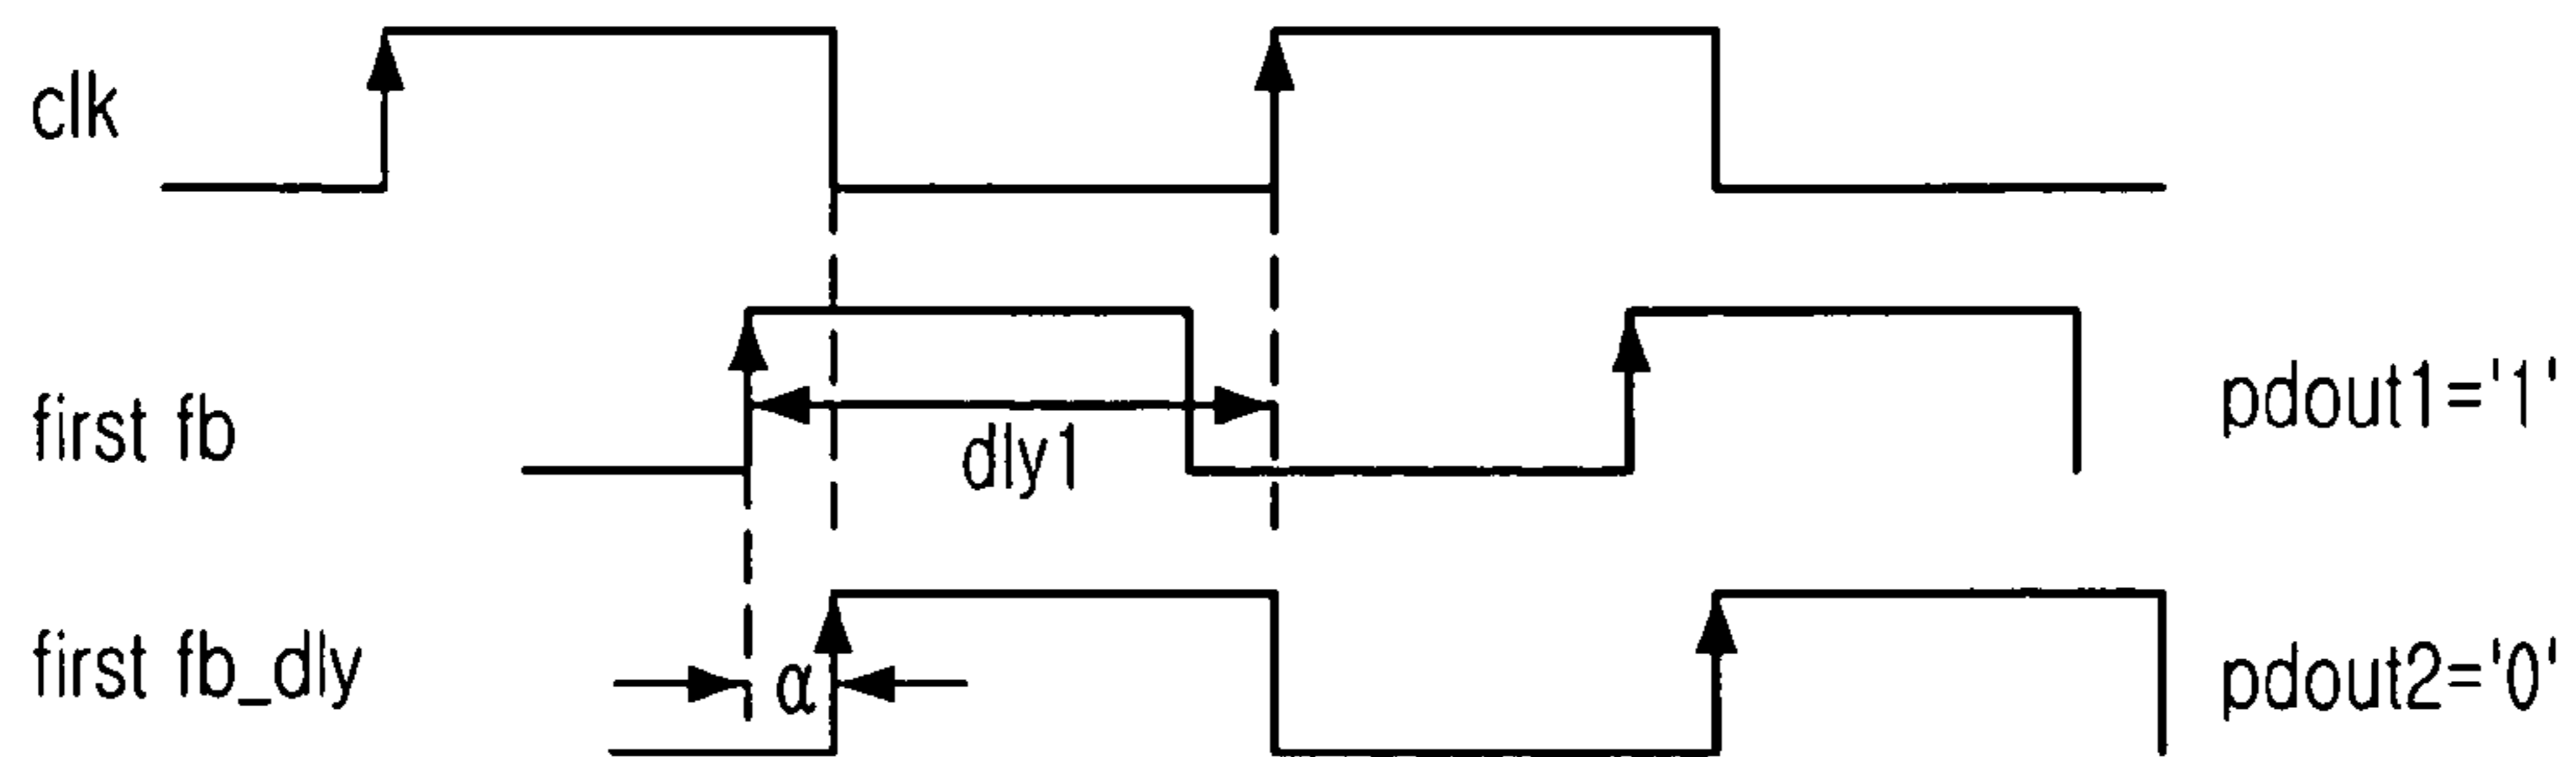 clk
first fb
dly1
pdout1='1'
first fb_dly
α
pdout2='0'